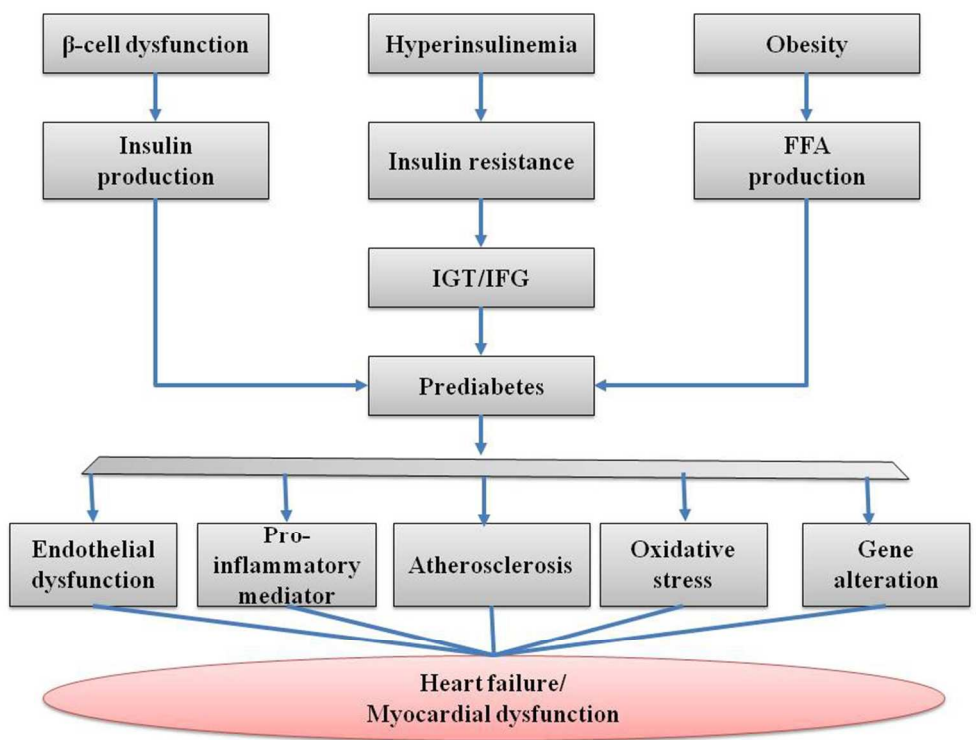 β-cell dysfunction
Hyperinsulinemia
Obesity
Insulin
production
Insulin resistance
FFA
production
IGT/IFG
Prediabetes
Endothelial
dysfunction
Pro-
inflammatory
mediator
Atherosclerosis
Oxidative
stress
Gene
alteration
Heart failure/
Myocardial dysfunction